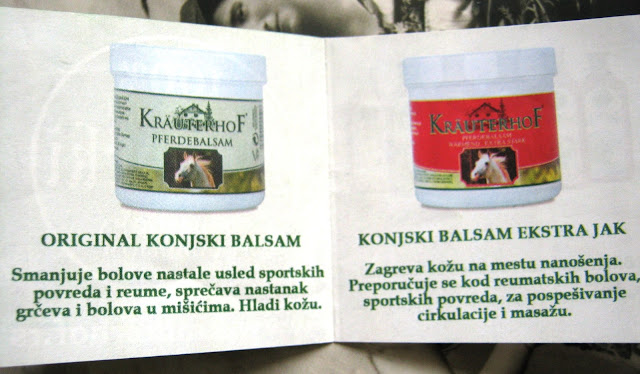 KRÄUTERHOF
PFERDEBALSAM
ORIGINAL KONJSKI BALSAM
Smanjuje bolove nastale usled sportskih
povreda i reume, sprečava nastanak
grčeva i bolova u mišićima. Hladi kožu.
KRÄUTERHOF
PFERDEBALSAM
KONJSKI BALSAM EKSTRA JAK
Zagreva kožu na mestu nanošenja.
Preporučuje se kod reumatskih bolova,
sportskih povreda, za pospešivanje
cirkulacije i masažu.